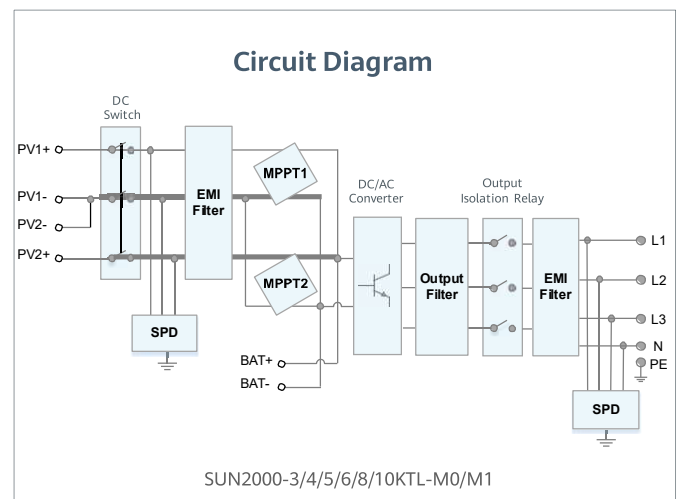 Circuit Diagram
DC
Switch
PV1+
PV1-
PV2-
PV2+
EMI
Filter
MPPT1
MPPT2
SPD
BAT+
BAT-
DC/AC
Converter
Output
Filter
Output
Isolation Relay
EMI
Filter
L1
L2
L3
N
PE
SPD
SUN2000-3/4/5/6/8/10KTL-M0/M1